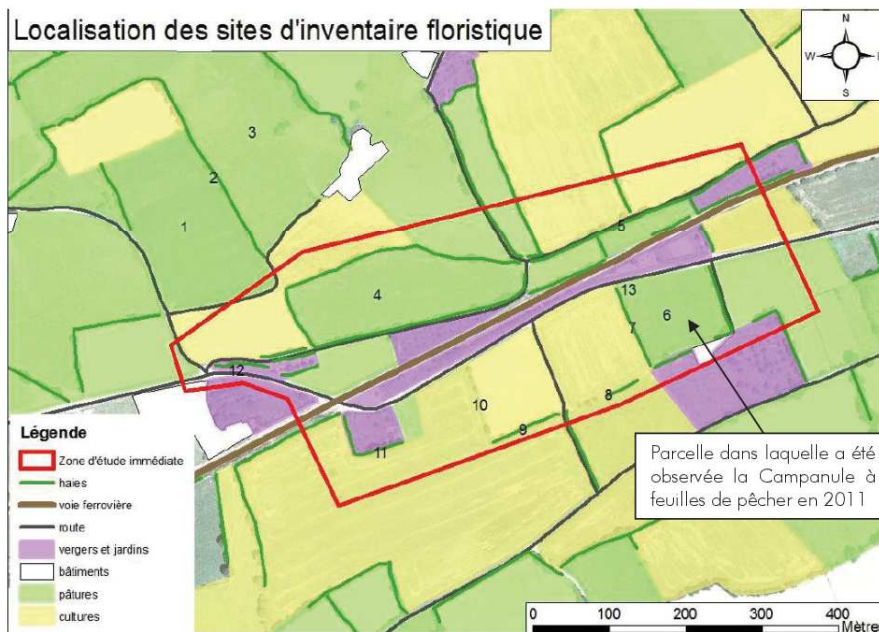 Localisation des sites d'inventaire floristique
N
W
S
3
2
1
5
4
13
6
7
12
8
10
9
11
Parcelle dans laquelle a été
observée la Campanule à
feuilles de pêcher en 2011
Légende
Zone d'étude immédiate
haies
voie ferrovière
route
vergers et jardins
bâtiments
pâtures
cultures
0 100 200 300 400
Mètre